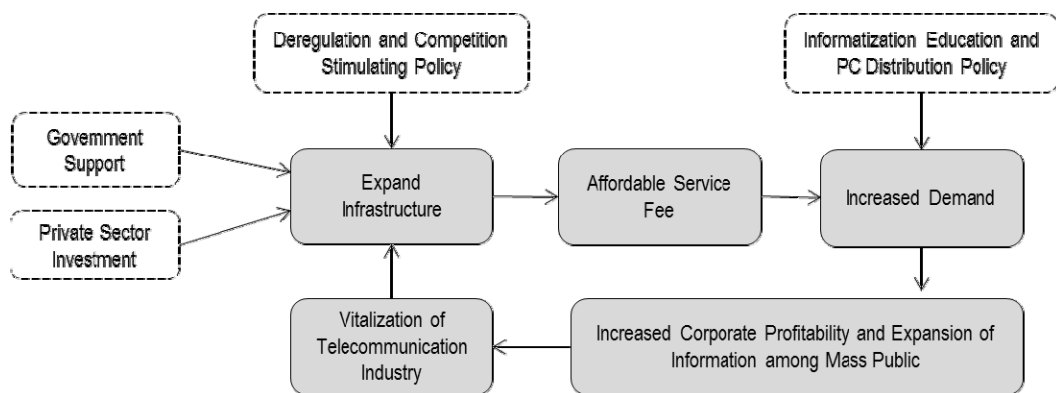 Deregulation and Competition
Stimulating Policy
Informatization Education and
PC Distribution Policy
Government
Support
Private Sector
Investment
Expand
Infrastructure
Affordable Service
Fee
Increased Demand
Vitalization of
Telecommunication
Industry
Increased Corporate Profitability and Expansion of
Information among Mass Public